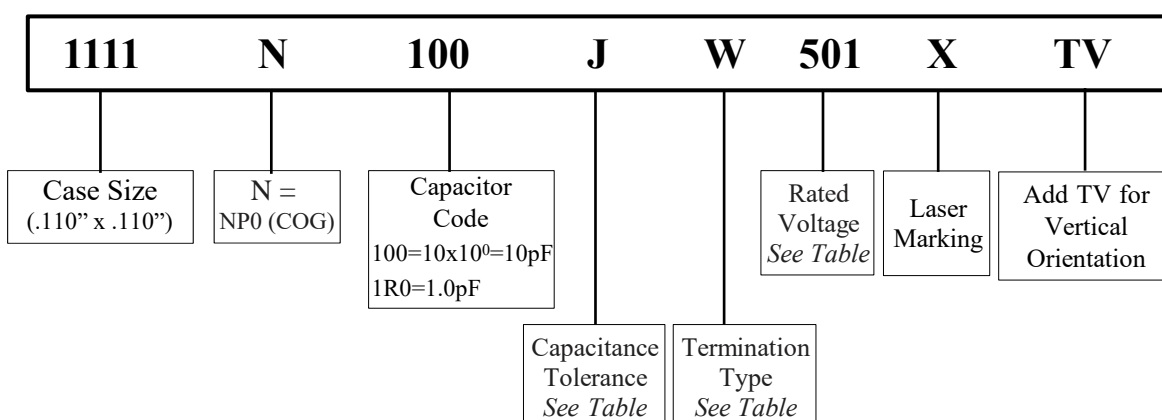 1111 N 100 J W 501 X TV
Case Size
(.110” x .110”)
N =
NP0 (COG)
Capacitor
Code
100=10x10⁰=10pF
1R0=1.0pF
Rated
Voltage
See Table
Laser
Marking
Add TV for
Vertical
Orientation
Capacitance
Tolerance
See Table
Termination
Type
See Table